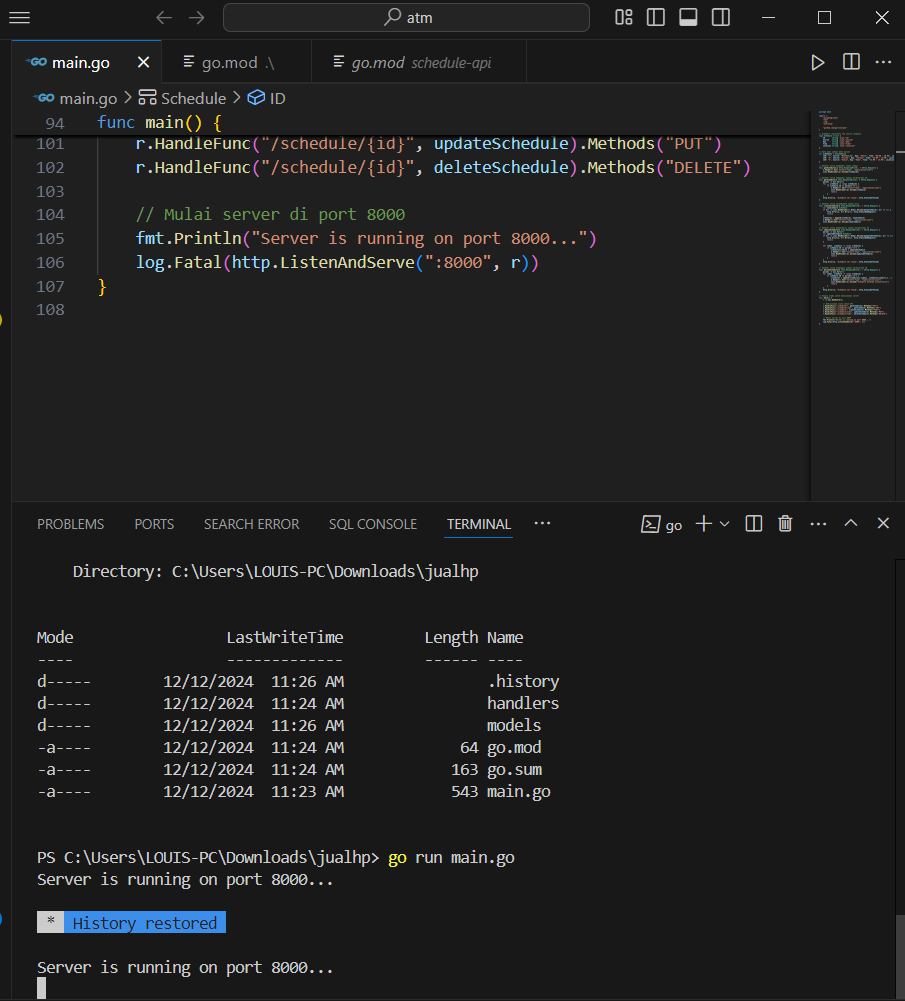 atm
GO main.go go.mod .\ go.mod schedule-api
GO main.go > Schedule > ID
94 func main() {
101 r.HandleFunc("/schedule/{id}", updateSchedule).Methods("PUT")
102 r.HandleFunc("/schedule/{id}", deleteSchedule).Methods("DELETE")
103
104 // Mulai server di port 8000
105 fmt.Println("Server is running on port 8000...")
106 log.Fatal(http.ListenAndServe(":8000", r))
107 }
108
PROBLEMS PORTS SEARCH ERROR SQL CONSOLE TERMINAL ... go
Directory: C:\Users\LOUIS-PC\Downloads\jualhp
Mode LastWriteTime Length Name
---- ------------- ------ ----
d----- 12/12/2024 11:26 AM .history
d----- 12/12/2024 11:24 AM handlers
d----- 12/12/2024 11:26 AM models
-a---- 12/12/2024 11:24 AM 64 go.mod
-a---- 12/12/2024 11:24 AM 163 go.sum
-a---- 12/12/2024 11:23 AM 543 main.go
PS C:\Users\LOUIS-PC\Downloads\jualhp> go run main.go
Server is running on port 8000...
* History restored
Server is running on port 8000...